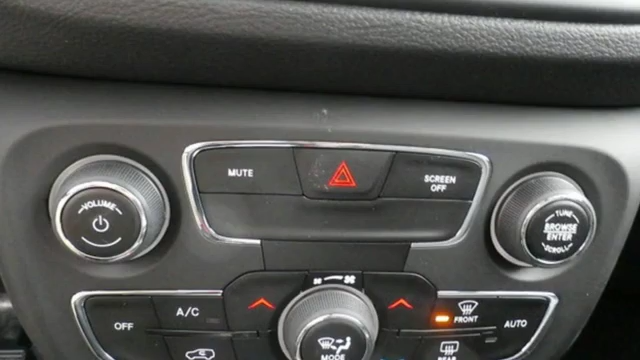 MUTE
SCREEN
OFF
VOLUME
TUNE
BROWSE
ENTER
SCROLL
OFF
A/C
FRONT
AUTO
MODE
REAR